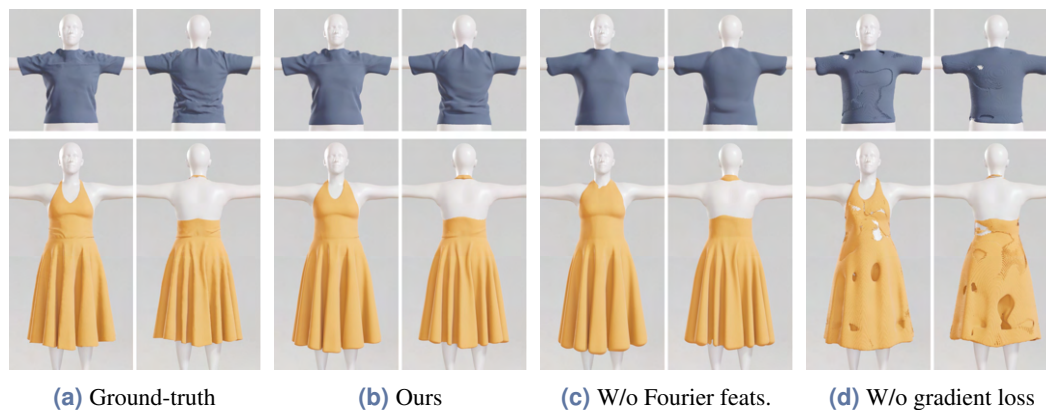 (a) Ground-truth
(b) Ours
(c) W/o Fourier feats.
(d) W/o gradient loss